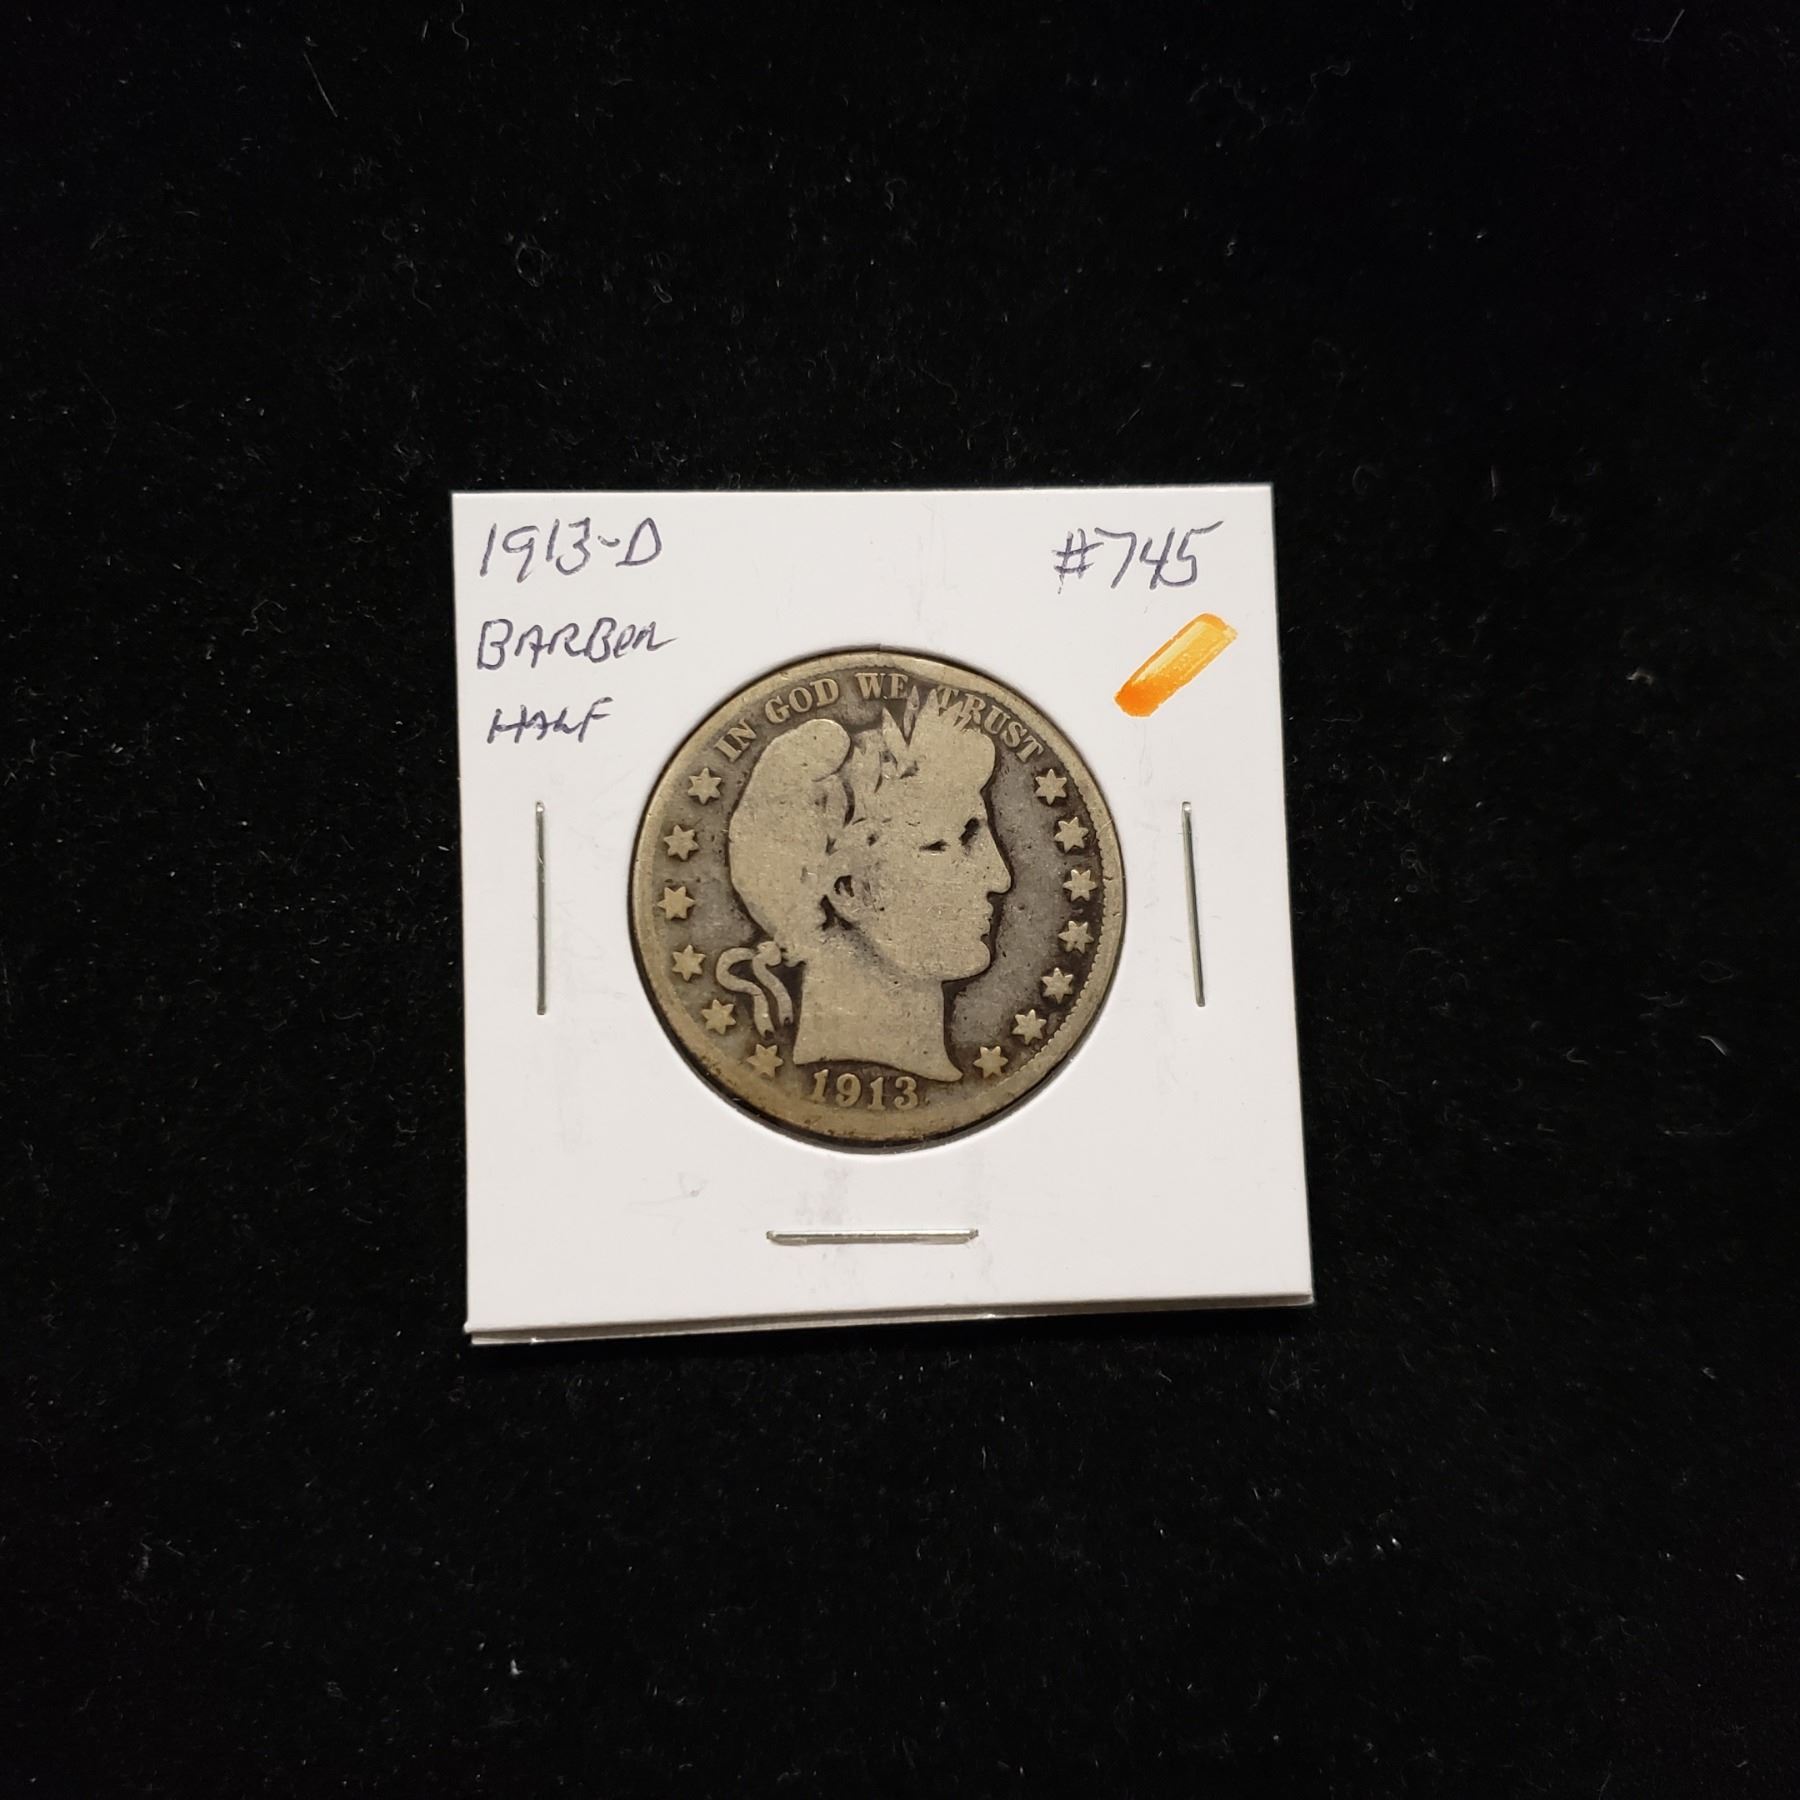 1913-D
#745
BARBER
HALF
IN GOD WE TRUST
1913